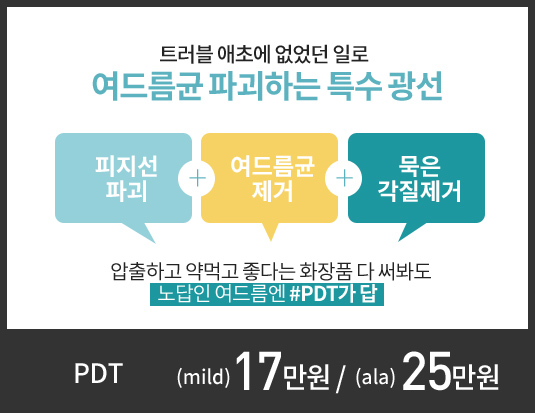 트러블 애초에 없었던 일로
여드름균 파괴하는 특수 광선
피지선
파괴
+
여드름균
제거
+
묵은
각질제거
압출하고 약먹고 좋다는 화장품 다 써봐도
노답인 여드름엔 #PDT가 답
PDT (mild) 17만원 / (ala) 25만원